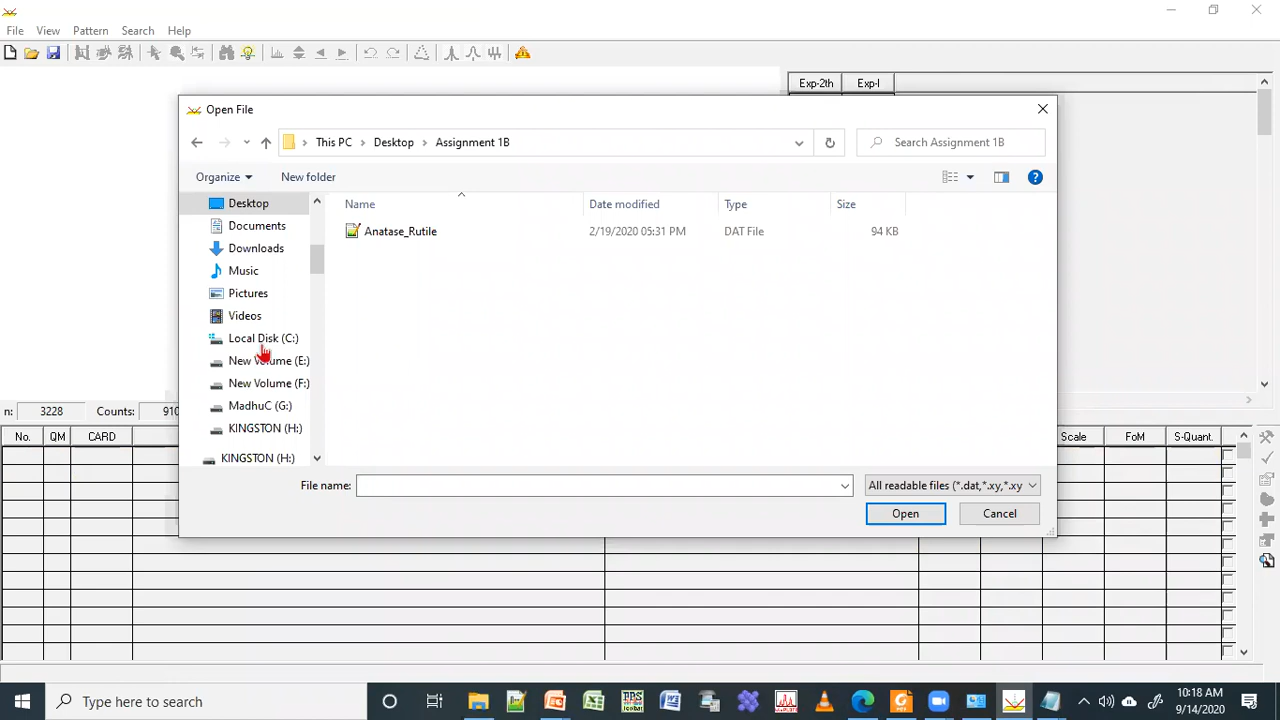 File View Pattern Search Help
Exp-2th Exp-I
Open File
This PC Desktop Assignment 1B
Search Assignment 1B
Organize New folder
Name Date modified Type Size
Desktop
Documents
Downloads
Music
Pictures
Videos
Local Disk (C:)
New Volume (E:)
New Volume (F:)
MadhuC (G:)
KINGSTON (H:)
KINGSTON (H:)
Anatase_Rutile 2/19/2020 05:31 PM DAT File 94 KB
n: 3228 Counts: 910
No. QM CARD Scale FoM S-Quant.
File name: All readable files (*.dat,*.xy,*.xy
Open Cancel
Type here to search
10:18 AM
9/14/2020